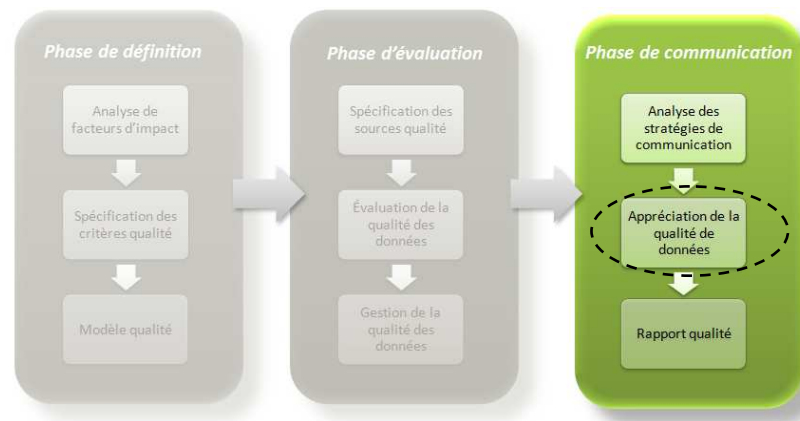 Phase de définition
Analyse de
facteurs d'impact
Spécification des
critères qualité
Modèle qualité
Phase d'évaluation
Spécification des
sources qualité
Évaluation de la
qualité des
données
Gestion de la
qualité des
données
Phase de communication
Analyse des
stratégies de
communication
Appréciation de la
qualité de
données
Rapport qualité